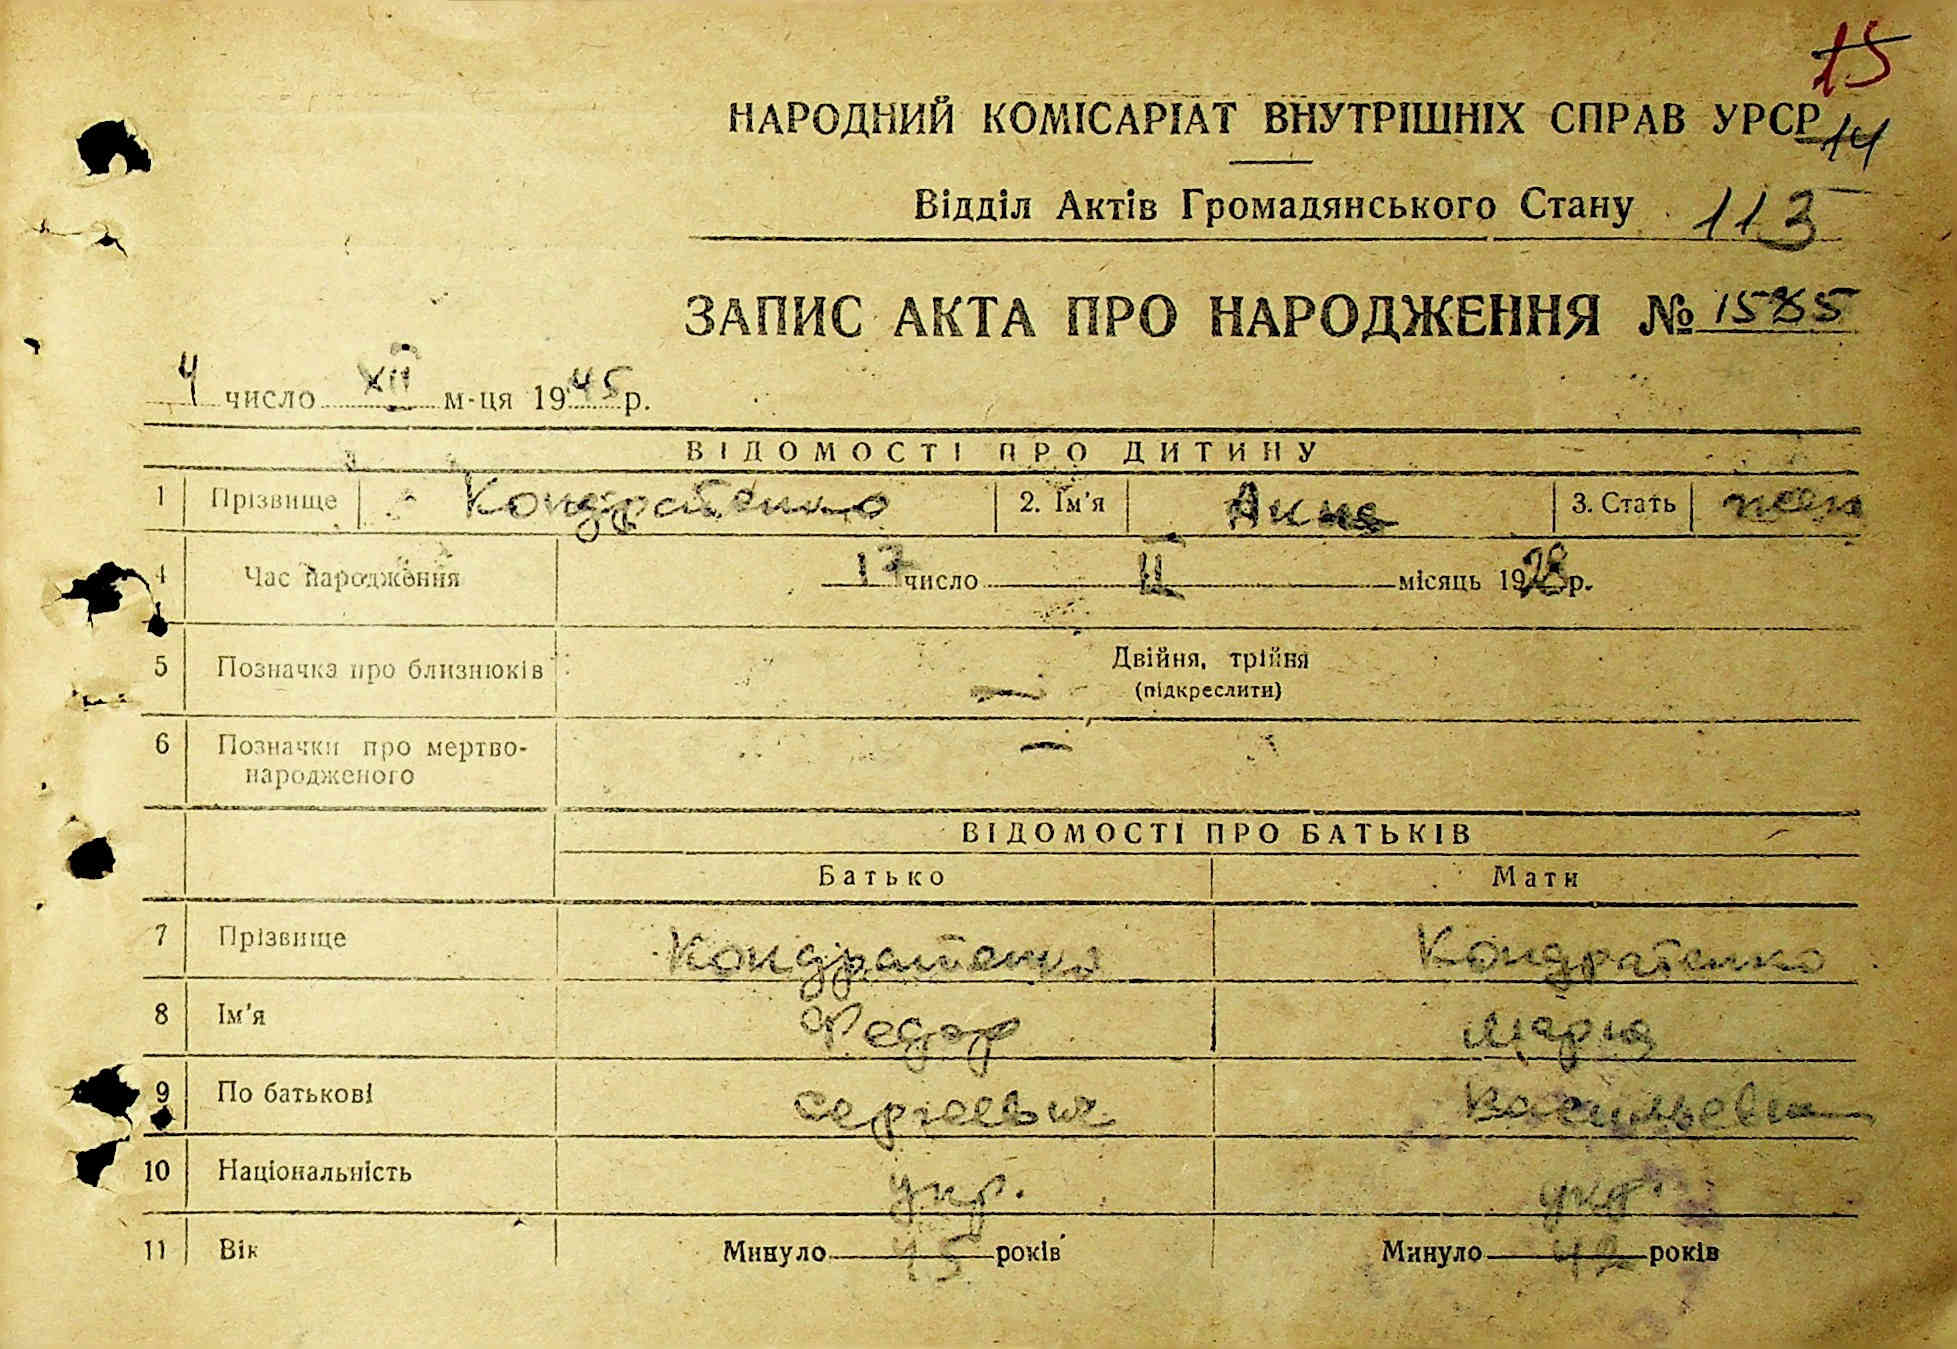 15
НАРОДНИЙ КОМІСАРІАТ ВНУТРІШНІХ СПРАВ УРСР
14
Відділ Актів Громадянського Стану 113
ЗАПИС АКТА ПРО НАРОДЖЕННЯ № 1585
4 число XII м-ця 1945 р.
ВІДОМОСТІ ПРО ДИТИНУ
1 Прізвище Кондратенко 2. Ім'я Анна 3. Стать жен
4 Час народження 17 число II місяць 1928 р.
5 Позначка про близнюків Двійня, трійня
(підкреслити) —
6 Позначки про мертво- —
народженого
ВІДОМОСТІ ПРО БАТЬКІВ
Батько Мати
7 Прізвище Кондратенко Кондратенко
8 Ім'я Федор Мария
9 По батькові Сергеевич Васильевн
10 Національність укр. укр.
11 Вік Минуло 45 років Минуло 42 років